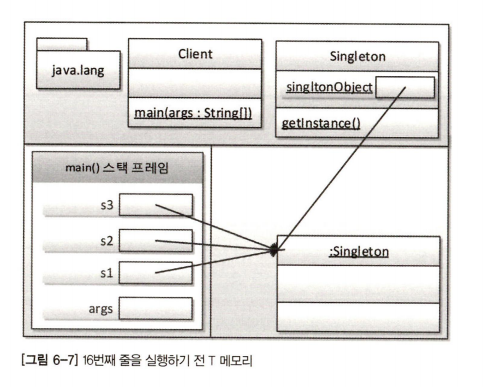 java.lang
Client
main(args : String[])
Singleton
singltonObject
getInstance()
main() 스택 프레임
s3
s2
s1
args
:Singleton
[그림 6-7] 16번째 줄을 실행하기 전 T 메모리